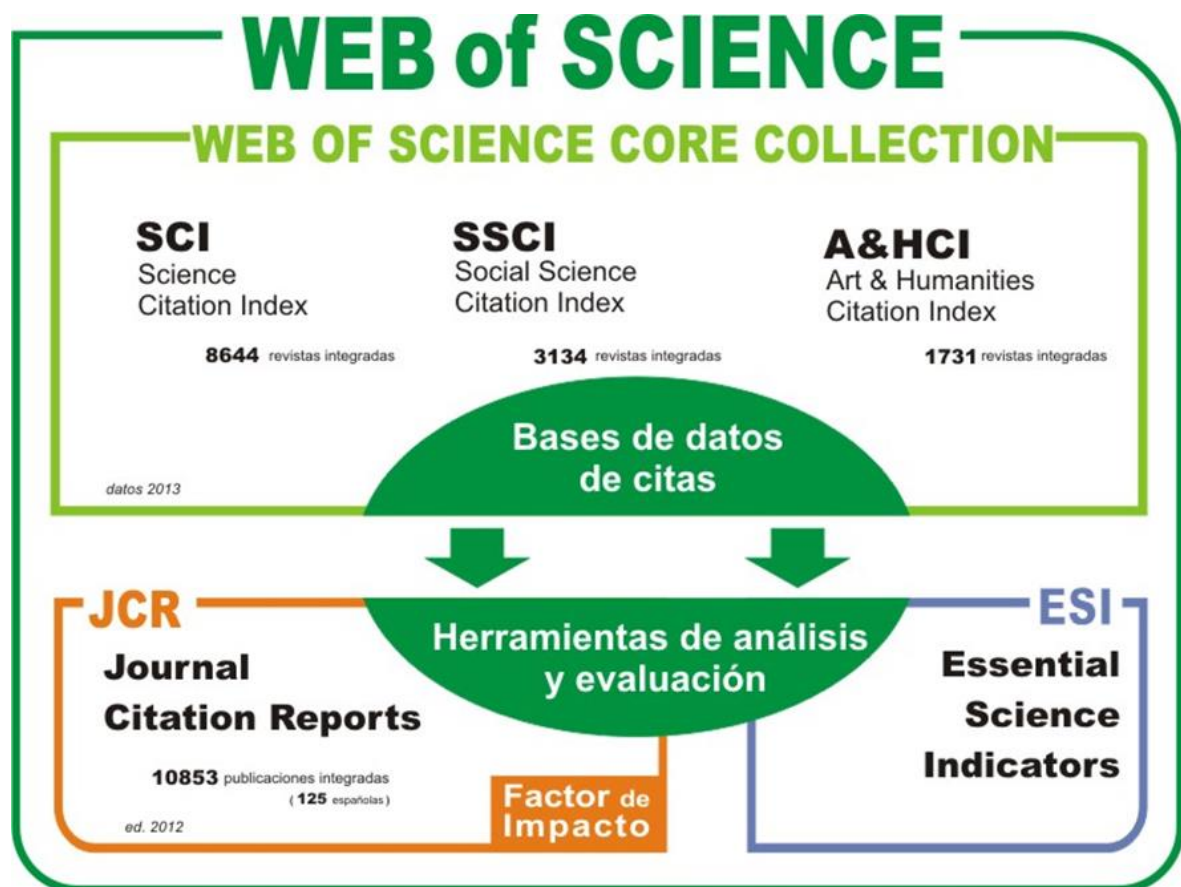 WEB of SCIENCE
WEB OF SCIENCE CORE COLLECTION
SCI
Science
Citation Index
8644 revistas integradas
SSCI
Social Science
Citation Index
3134 revistas integradas
A&HCI
Art & Humanities
Citation Index
1731 revistas integradas
Bases de datos
de citas
datos 2013
JCR
Journal
Citation Reports
10853 publicaciones integradas
( 125 españolas )
ed. 2012
Herramientas de análisis
y evaluación
Factor de
Impacto
ESI
Essential
Science
Indicators